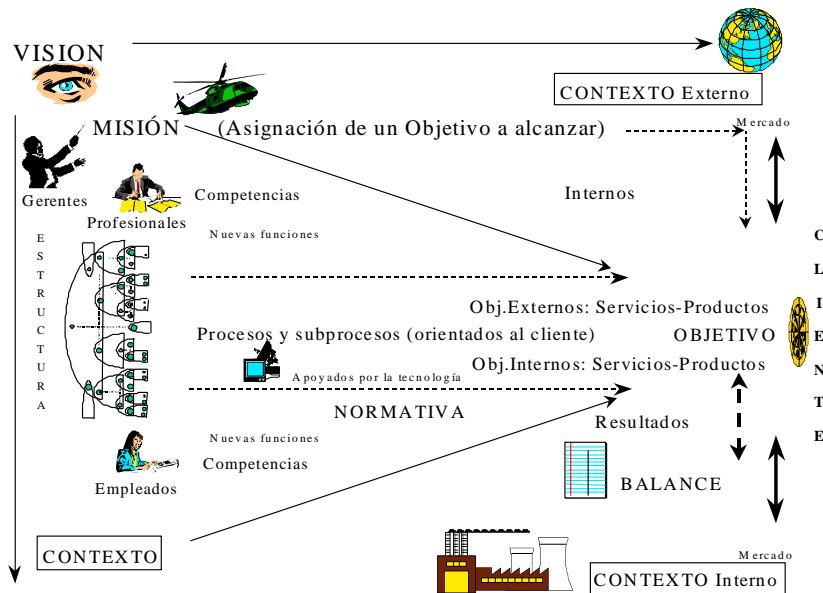 VISION
CONTEXTO Externo
MISIÓN (Asignación de un Objetivo a alcanzar)
Mercado
Gerentes
Competencias
Internos
Profesionales
Nuevas funciones
ESTRUCTURA
CLIENTE
Obj.Externos: Servicios-Productos
Procesos y subprocesos (orientados al cliente)
OBJETIVO
Obj.Internos: Servicios-Productos
Apoyados por la tecnología
NORMATIVA
Resultados
Nuevas funciones
Competencias
Empleados
BALANCE
CONTEXTO
Mercado
CONTEXTO Interno